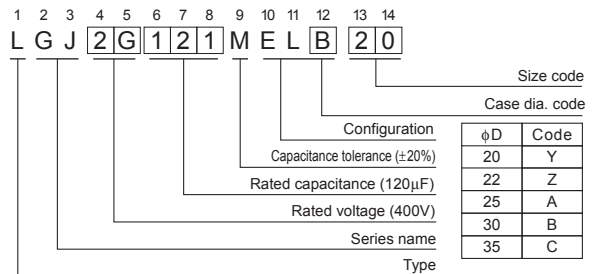 1 2 3 4 5 6 7 8 9 10 11 12 13 14
L G J 2 G 1 2 1 M E L B 2 0
Size code
Case dia. code
Configuration
Capacitance tolerance (±20%)
Rated capacitance (120μF)
Rated voltage (400V)
Series name
Type
ϕD Code
20 Y
22 Z
25 A
30 B
35 C